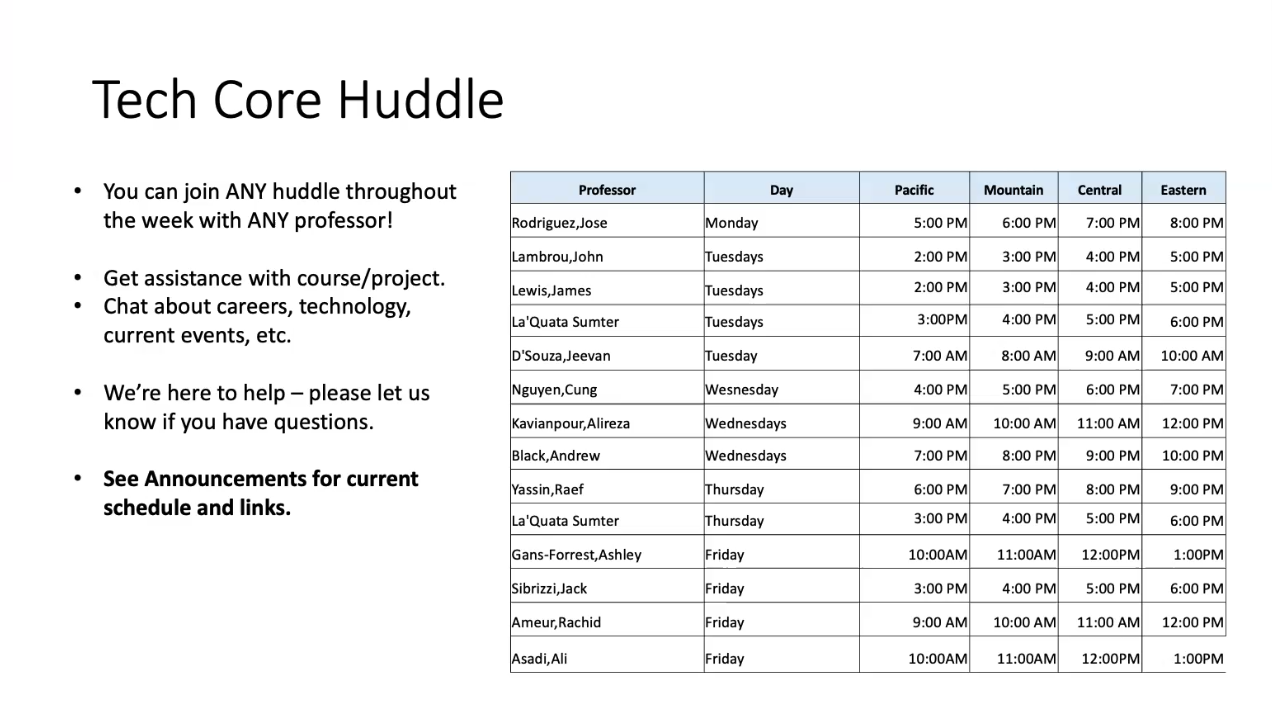 Tech Core Huddle
• You can join ANY huddle throughout
the week with ANY professor!
• Get assistance with course/project.
• Chat about careers, technology,
current events, etc.
• We’re here to help – please let us
know if you have questions.
• See Announcements for current
schedule and links.
Professor Day Pacific Mountain Central Eastern
Rodriguez,Jose Monday 5:00 PM 6:00 PM 7:00 PM 8:00 PM
Lambrou,John Tuesdays 2:00 PM 3:00 PM 4:00 PM 5:00 PM
Lewis,James Tuesdays 2:00 PM 3:00 PM 4:00 PM 5:00 PM
La'Quata Sumter Tuesdays 3:00PM 4:00 PM 5:00 PM 6:00 PM
D'Souza,Jeevan Tuesday 7:00 AM 8:00 AM 9:00 AM 10:00 AM
Nguyen,Cung Wesnesday 4:00 PM 5:00 PM 6:00 PM 7:00 PM
Kavianpour,Alireza Wednesdays 9:00 AM 10:00 AM 11:00 AM 12:00 PM
Black,Andrew Wednesdays 7:00 PM 8:00 PM 9:00 PM 10:00 PM
Yassin,Raef Thursday 6:00 PM 7:00 PM 8:00 PM 9:00 PM
La'Quata Sumter Thursday 3:00 PM 4:00 PM 5:00 PM 6:00 PM
Gans-Forrest,Ashley Friday 10:00AM 11:00AM 12:00PM 1:00PM
Sibrizzi,Jack Friday 3:00 PM 4:00 PM 5:00 PM 6:00 PM
Ameur,Rachid Friday 9:00 AM 10:00 AM 11:00 AM 12:00 PM
Asadi,Ali Friday 10:00AM 11:00AM 12:00PM 1:00PM